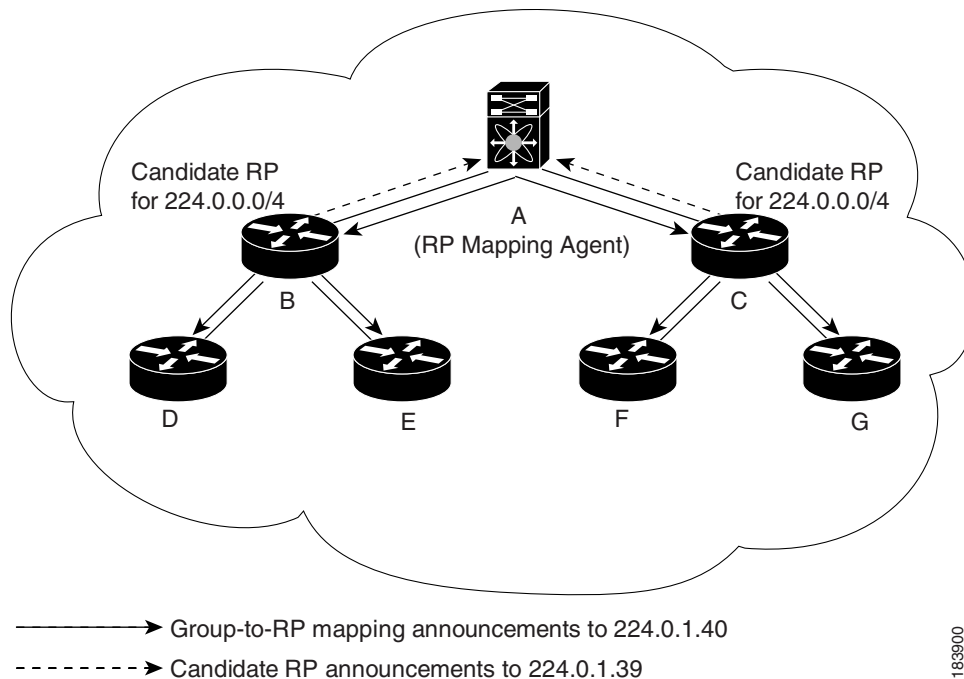 Candidate RP
for 224.0.0.0/4
Candidate RP
for 224.0.0.0/4
A
(RP Mapping Agent)
B
C
D
E
F
G
Group-to-RP mapping announcements to 224.0.1.40
Candidate RP announcements to 224.0.1.39
183900